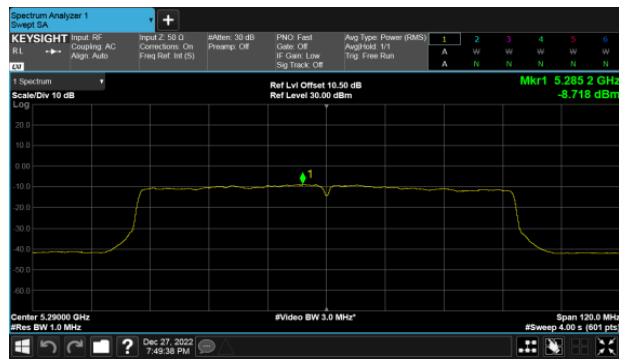 Spectrum Analyzer 1
Swept SA
+
KEYSIGHT
RL
LXI
Input: RF
Coupling: AC
Align: Auto
Input Z: 50 Ω
Corrections: On
Freq Ref: Int (S)
#Atten: 30 dB
Preamp: Off
PNO: Fast
Gate: Off
IF Gain: Low
Sig Track: Off
Avg Type: Power (RMS)
Avg|Hold: 1/1
Trig: Free Run
1 2 3 4 5 6
A W W W W W
A N N N N N
1 Spectrum
Scale/Div 10 dB
Log
Ref Lvl Offset 10.50 dB
Ref Level 30.00 dBm
Mkr1 5.285 2 GHz
-8.718 dBm
20.0
10.0
0.00
-10.0
-20.0
-30.0
-40.0
-50.0
-60.0
1
Center 5.29000 GHz
#Res BW 1.0 MHz
#Video BW 3.0 MHz*
Span 120.0 MHz
#Sweep 4.00 s (601 pts)
?
Dec 27, 2022
7:49:38 PM